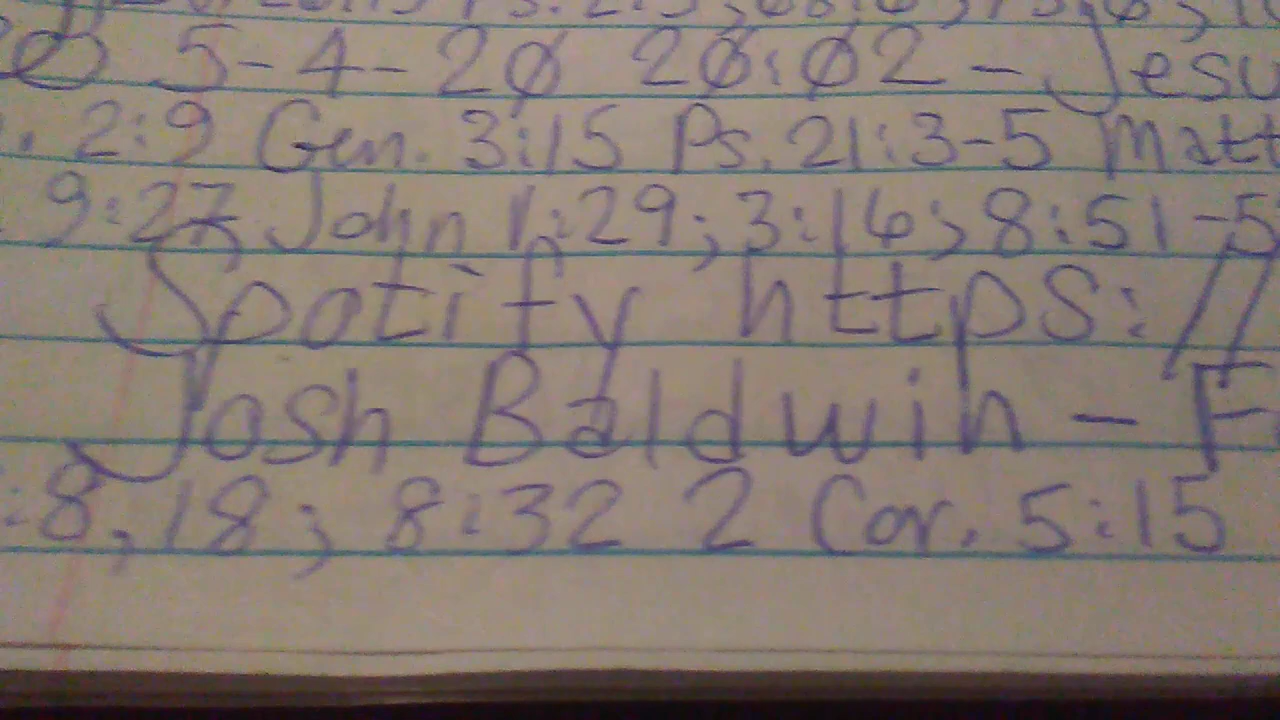 5-4-20 20:02 - Jesu
. 2:9 Gen. 3:15 Ps. 21:3-5 Matt
9:27 John 1:29; 3:16; 8:51-5
Spotify https://
Josh Baldwin - F
:8,18; 8:32 2 Cor. 5:15